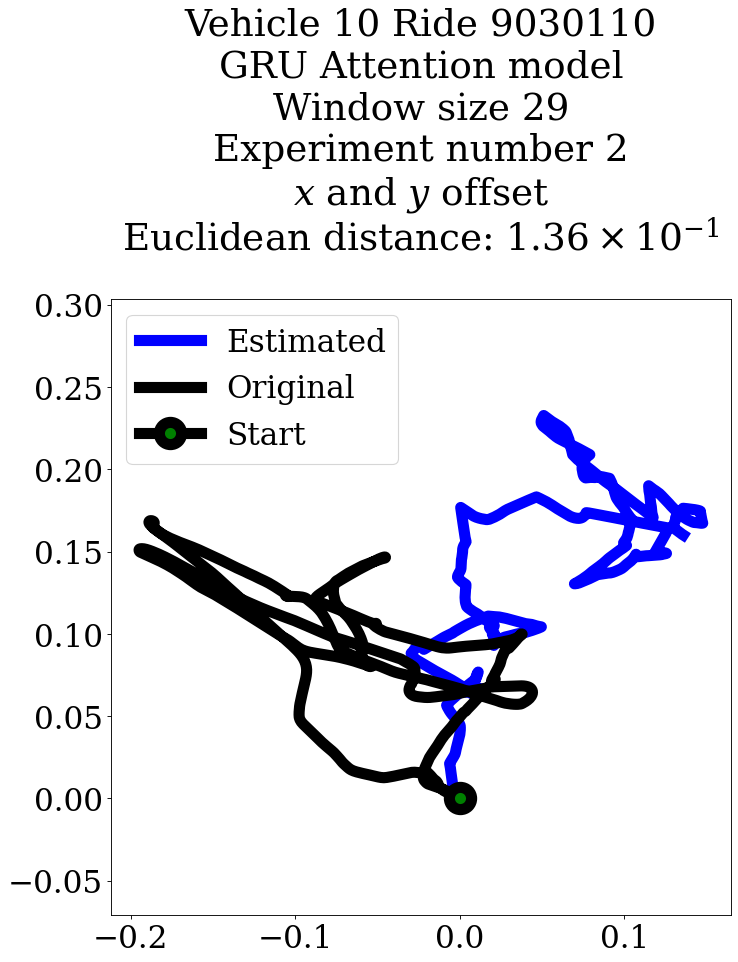 Vehicle 10 Ride 9030110
GRU Attention model
Window size 29
Experiment number 2
x and y offset
Euclidean distance: 1.36 × 10⁻¹
Estimated
Original
Start
0.30
0.25
0.20
0.15
0.10
0.05
0.00
−0.05
−0.2 −0.1 0.0 0.1